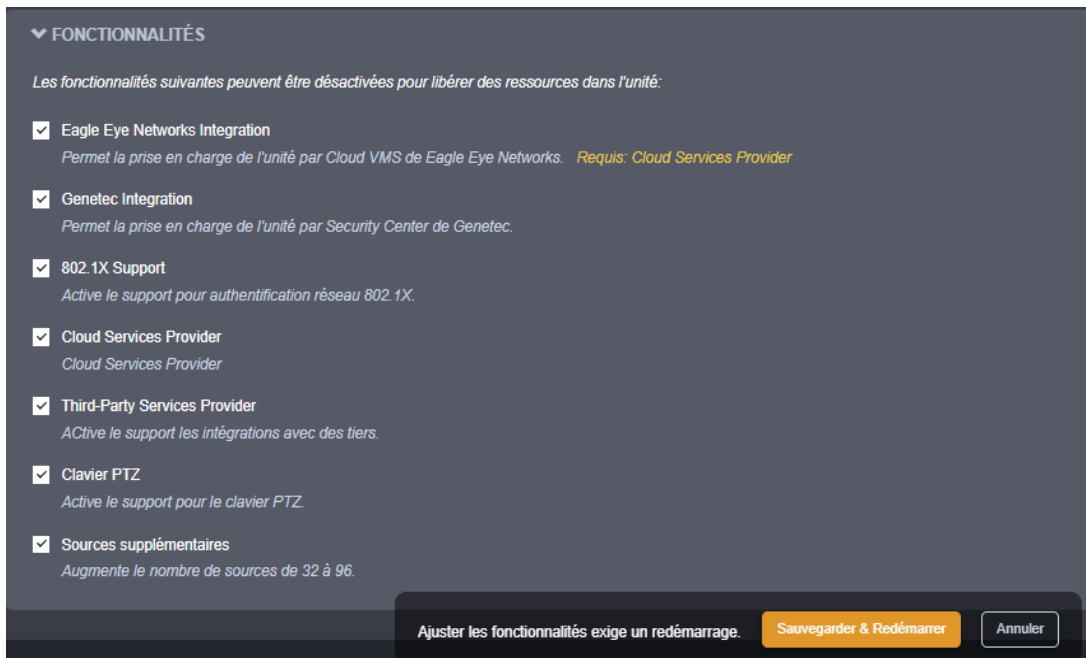 FONCTIONNALITÉS
Les fonctionnalités suivantes peuvent être désactivées pour libérer des ressources dans l'unité:
Eagle Eye Networks Integration
Permet la prise en charge de l'unité par Cloud VMS de Eagle Eye Networks. Requis: Cloud Services Provider
Genetec Integration
Permet la prise en charge de l'unité par Security Center de Genetec.
802.1X Support
Active le support pour authentification réseau 802.1X.
Cloud Services Provider
Cloud Services Provider
Third-Party Services Provider
ACtive le support les intégrations avec des tiers.
Clavier PTZ
Active le support pour le clavier PTZ.
Sources supplémentaires
Augmente le nombre de sources de 32 à 96.
Ajuster les fonctionnalités exige un redémarrage. Sauvegarder & Redémarrer Annuler